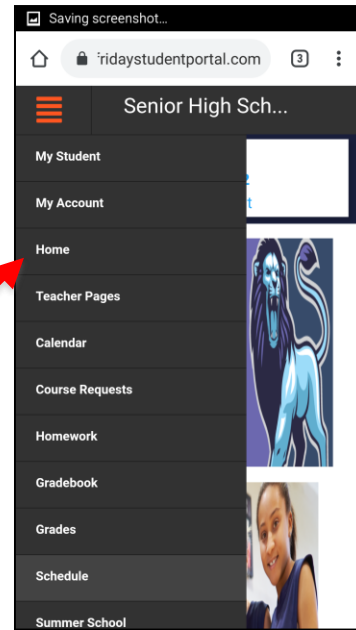 Saving screenshot…
fridaystudentportal.com
3
Senior High Sch...
My Student
My Account
Home
Teacher Pages
Calendar
Course Requests
Homework
Gradebook
Grades
Schedule
Summer School